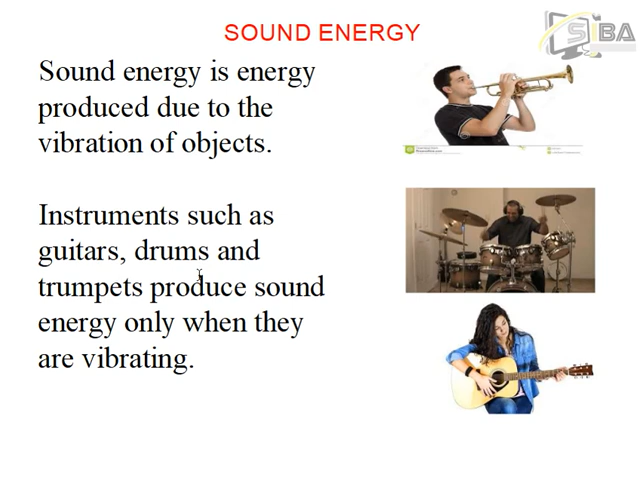 SOUND ENERGY
SIBA
Sound energy is energy
produced due to the
vibration of objects.
Instruments such as
guitars, drums and
trumpets produce sound
energy only when they
are vibrating.